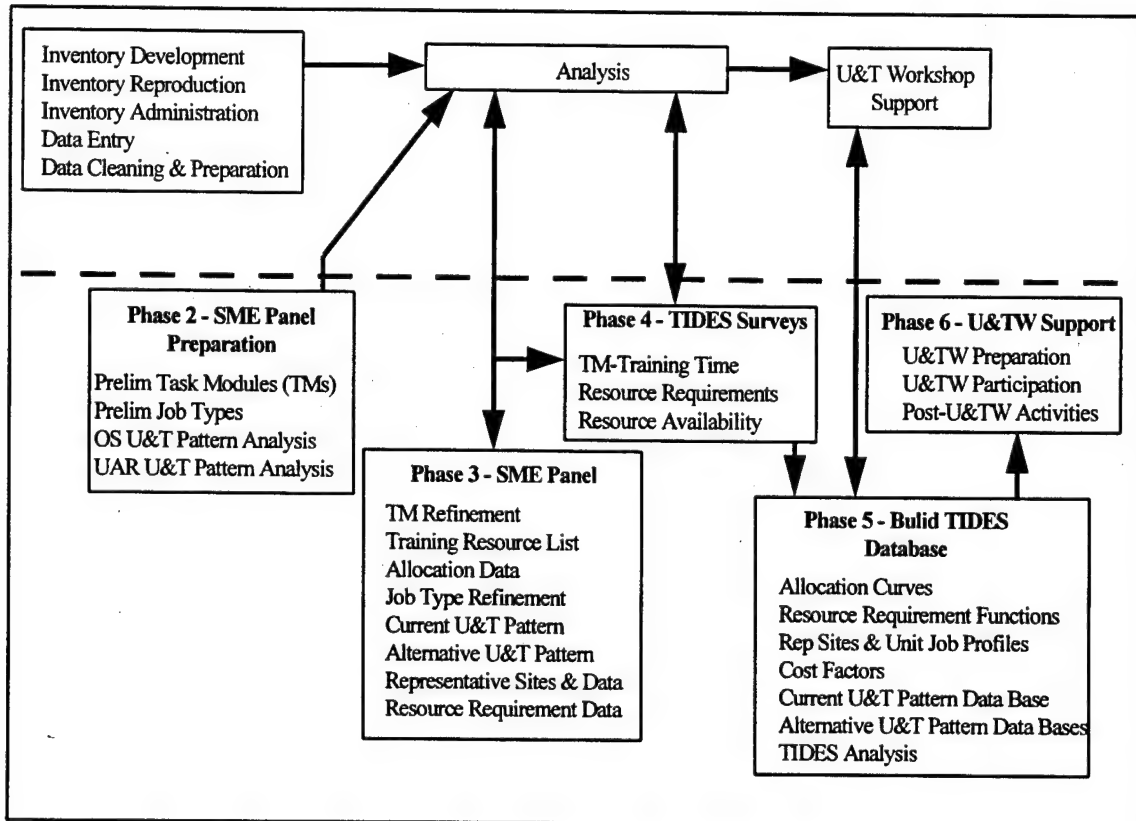 Inventory Development
Inventory Reproduction
Inventory Administration
Data Entry
Data Cleaning & Preparation
Analysis
U&T Workshop
Support
Phase 2 - SME Panel
Preparation
Prelim Task Modules (TMs)
Prelim Job Types
OS U&T Pattern Analysis
UAR U&T Pattern Analysis
Phase 3 - SME Panel
TM Refinement
Training Resource List
Allocation Data
Job Type Refinement
Current U&T Pattern
Alternative U&T Pattern
Representative Sites & Data
Resource Requirement Data
Phase 4 - TIDES Surveys
TM-Training Time
Resource Requirements
Resource Availability
Phase 5 - Bulid TIDES
Database
Allocation Curves
Resource Requirement Functions
Rep Sites & Unit Job Profiles
Cost Factors
Current U&T Pattern Data Base
Alternative U&T Pattern Data Bases
TIDES Analysis
Phase 6 - U&TW Support
U&TW Preparation
U&TW Participation
Post-U&TW Activities